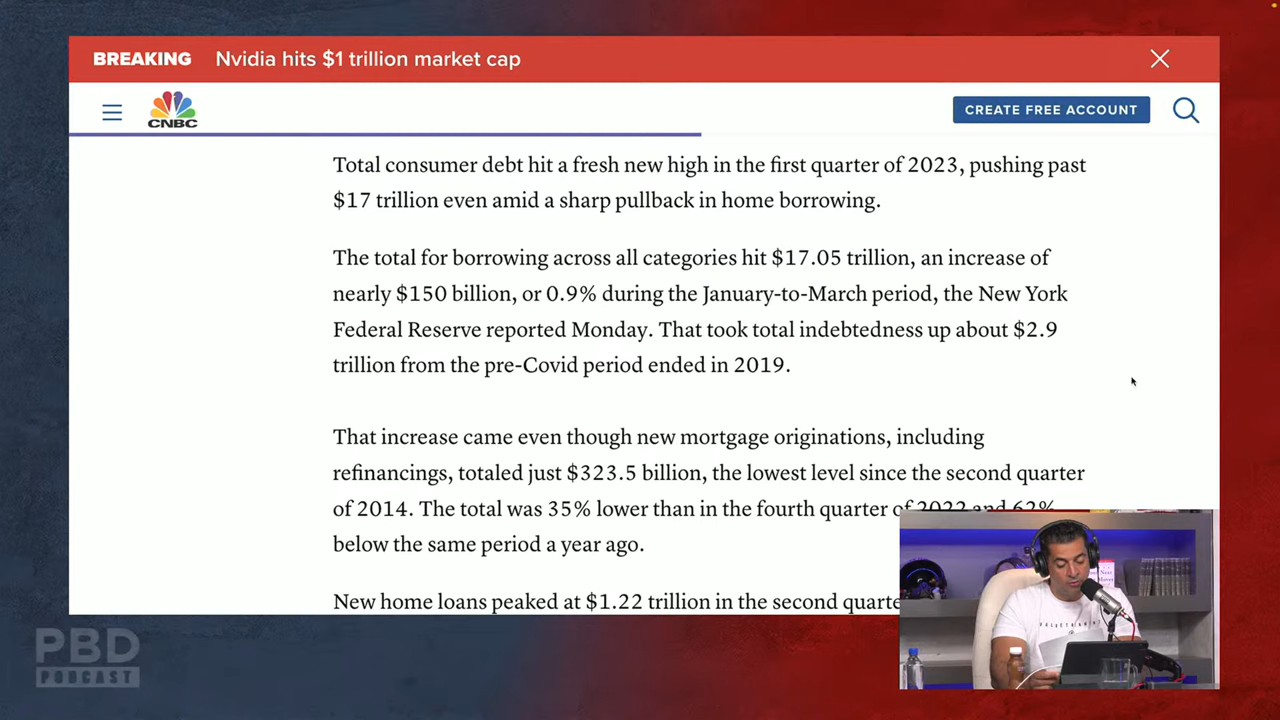 BREAKING Nvidia hits $1 trillion market cap
CNBC
CREATE FREE ACCOUNT
Total consumer debt hit a fresh new high in the first quarter of 2023, pushing past
$17 trillion even amid a sharp pullback in home borrowing.
The total for borrowing across all categories hit $17.05 trillion, an increase of
nearly $150 billion, or 0.9% during the January-to-March period, the New York
Federal Reserve reported Monday. That took total indebtedness up about $2.9
trillion from the pre-Covid period ended in 2019.
That increase came even though new mortgage originations, including
refinancings, totaled just $323.5 billion, the lowest level since the second quarter
of 2014. The total was 35% lower than in the fourth quarter of 2022 and 62%
below the same period a year ago.
New home loans peaked at $1.22 trillion in the second
PBD
PODCAST